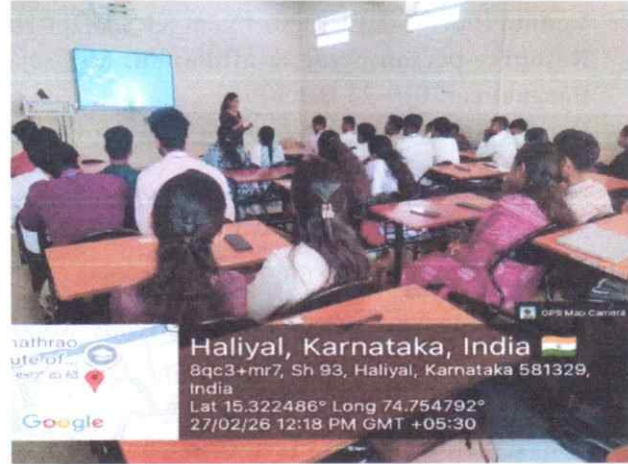 GPS Map Camera
nathrao
ute of...
Google
Haliyal, Karnataka, India
8qc3+mr7, Sh 93, Haliyal, Karnataka 581329,
India
Lat 15.322486° Long 74.754792°
27/02/26 12:18 PM GMT +05:30